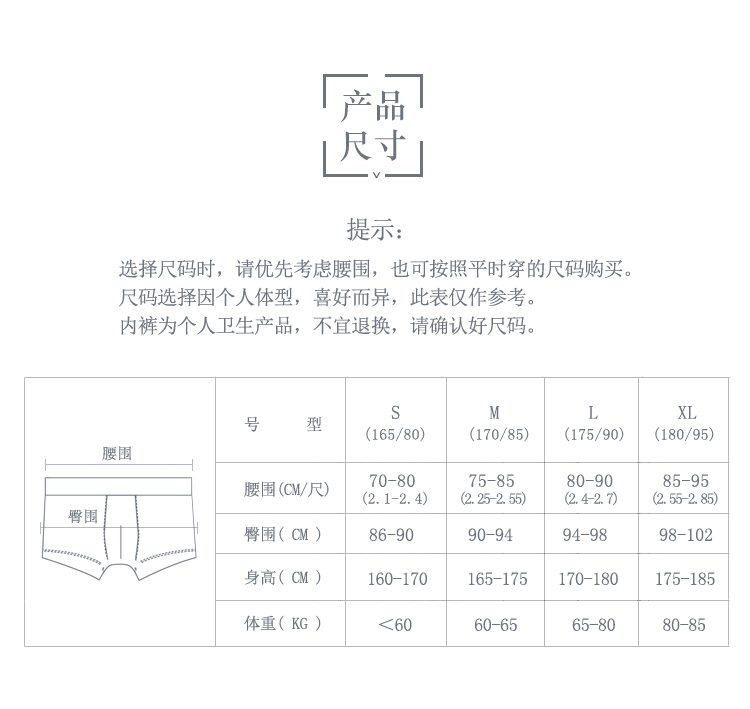 产品
尺寸
提示：
选择尺码时，请优先考虑腰围，也可按照平时穿的尺码购买。
尺码选择因个人体型，喜好而异，此表仅作参考。
内裤为个人卫生产品，不宜退换，请确认好尺码。
腰围
臀围
号 型 S M L XL
(165/80) (170/85) (175/90) (180/95)
腰围(CM/尺) 70-80 75-85 80-90 85-95
(2.1-2.4) (2.25-2.55) (2.4-2.7) (2.55-2.85)
臀围( CM ) 86-90 90-94 94-98 98-102
身高( CM ) 160-170 165-175 170-180 175-185
体重( KG ) ＜60 60-65 65-80 80-85